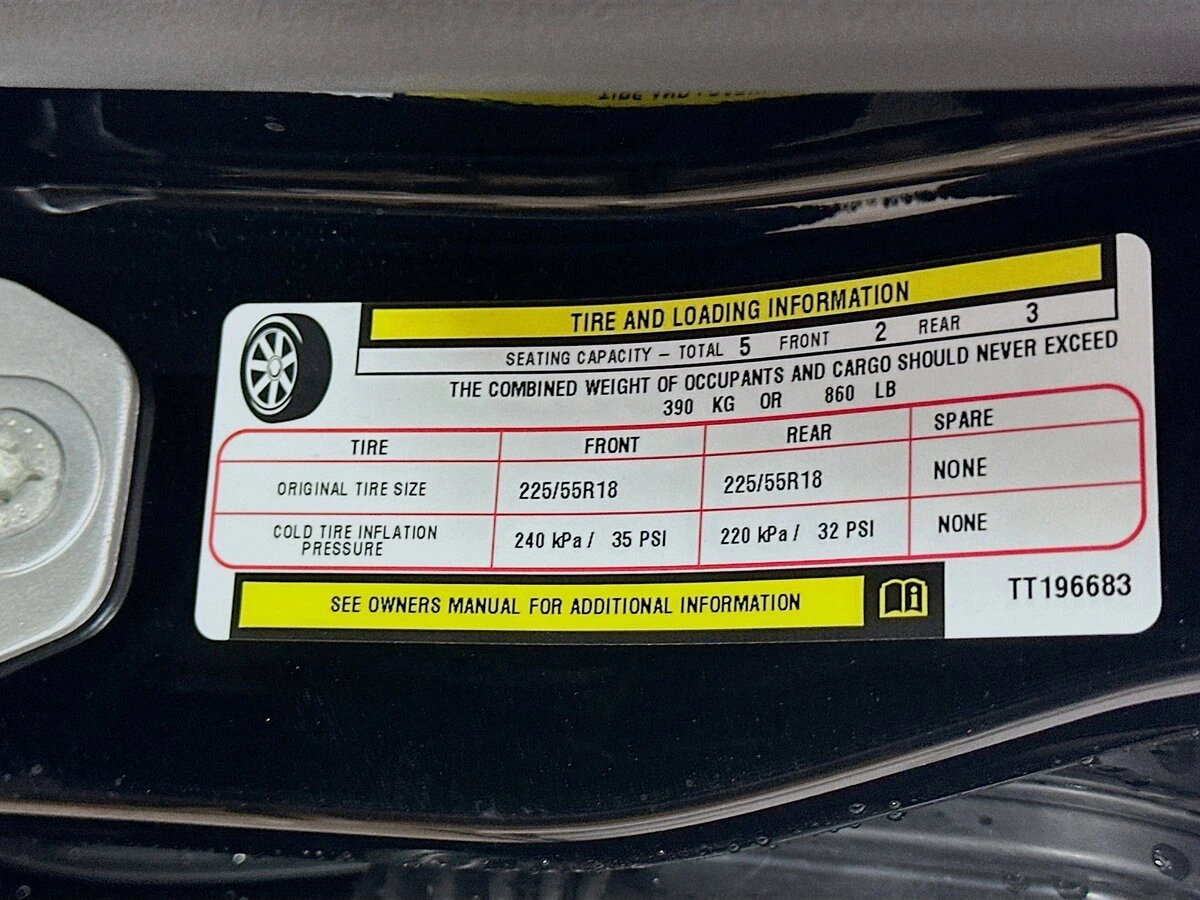 TIRE AND LOADING INFORMATION
SEATING CAPACITY – TOTAL 5 FRONT 2 REAR 3
THE COMBINED WEIGHT OF OCCUPANTS AND CARGO SHOULD NEVER EXCEED
390 KG OR 860 LB
TIRE FRONT REAR SPARE
ORIGINAL TIRE SIZE 225/55R18 225/55R18 NONE
COLD TIRE INFLATION
PRESSURE 240 kPa / 35 PSI 220 kPa / 32 PSI NONE
SEE OWNERS MANUAL FOR ADDITIONAL INFORMATION
TT196683